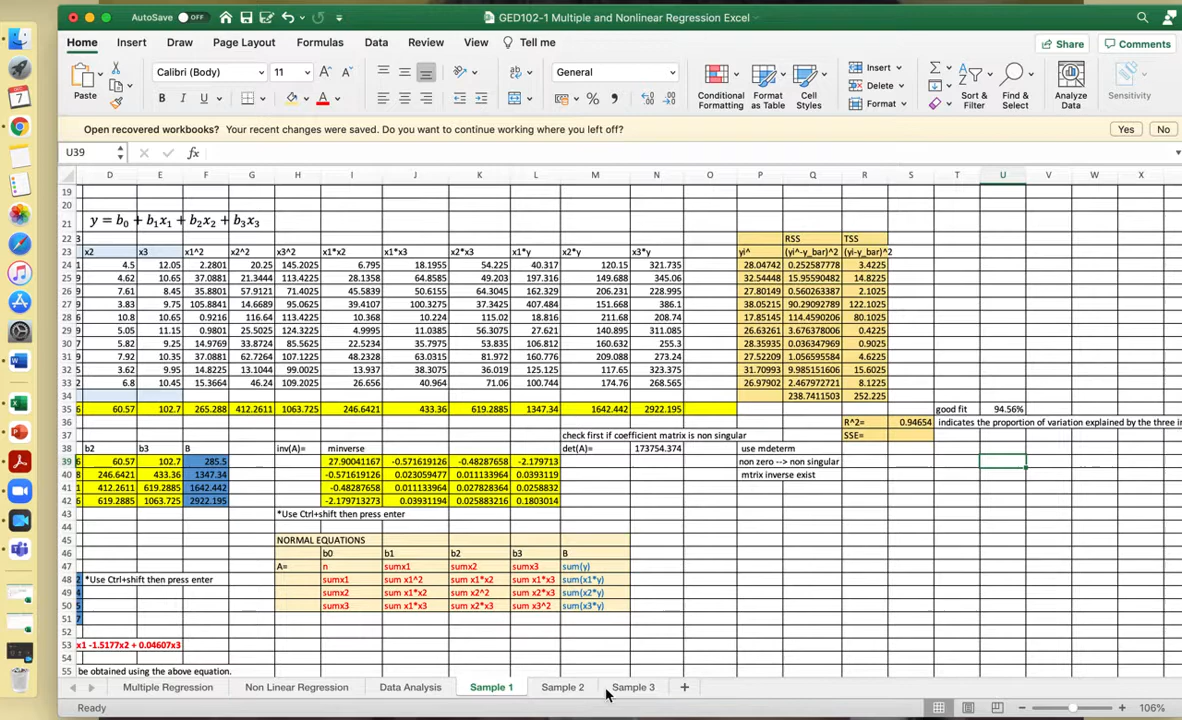 AutoSave OFF GED102-1 Multiple and Nonlinear Regression Excel
Home Insert Draw Page Layout Formulas Data Review View Tell me Share Comments
Paste Calibri (Body) 11 General Conditional Formatting Format as Table Cell Styles Insert Delete Format Sort & Filter Find & Select Analyze Data Sensitivity
Open recovered workbooks? Your recent changes were saved. Do you want to continue working where you left off? Yes No
U39 fx
D E F G H I J K L M N O P Q R S T U V W X
19
20
21 y = b0 + b1x1 + b2x2 + b3x3
22 3 RSS TSS
23 x2 x3 x1^2 x2^2 x3^2 x1*x2 x1*x3 x2*x3 x1*y x2*y x3*y yi^ (yi^-y_bar)^2 (yi-y_bar)^2
24 1 4.5 12.05 2.2801 20.25 145.2025 6.795 18.1955 54.225 40.317 120.15 321.735 28.04742 0.252587778 3.4225
25 9 4.62 10.65 37.0881 21.3444 113.4225 28.1358 64.8585 49.203 197.316 149.688 345.06 32.54448 15.95590482 14.8225
26 8 7.61 8.45 35.8801 57.9121 71.4025 45.5839 50.6155 64.3045 162.329 206.231 228.995 27.80149 0.560263387 2.1025
27 9 3.83 9.75 105.8841 14.6689 95.0625 39.4107 100.3275 37.3425 407.484 151.668 386.1 38.05215 90.29092789 122.1025
28 6 10.8 10.65 0.9216 116.64 113.4225 10.368 10.224 115.02 18.816 211.68 208.74 17.85145 114.4590206 80.1025
29 9 5.05 11.15 0.9801 25.5025 124.3225 4.9995 11.0385 56.3075 27.621 140.895 311.085 26.63261 3.676378006 0.4225
30 7 5.82 9.25 14.9769 33.8724 85.5625 22.5234 35.7975 53.835 106.812 160.632 255.3 28.35935 0.036347969 0.9025
31 9 7.92 10.35 37.0881 62.7264 107.1225 48.2328 63.0315 81.972 160.776 209.088 273.24 27.52209 1.056595584 4.6225
32 5 3.62 9.95 14.8225 13.1044 99.0025 13.937 38.3075 36.019 125.125 117.65 323.375 31.70993 9.985151606 15.6025
33 2 6.8 10.45 15.3664 46.24 109.2025 26.656 40.964 71.06 100.744 174.76 268.565 26.97902 2.467972721 8.1225
34 238.7411503 252.225
35 6 60.57 102.7 265.288 412.2611 1063.725 246.6421 433.36 619.2885 1347.34 1642.442 2922.195 good fit 94.56%
36 R^2= 0.94654 indicates the proportion of variation explained by the three in
37 check first if coefficient matrix is non singular SSE=
38 b2 b3 B inv(A)= minverse det(A)= 173754.374 use mdeterm
39 6 60.57 102.7 285.5 27.90041167 -0.571619126 -0.48287658 -2.179713 non zero --> non singular
40 8 246.6421 433.36 1347.34 -0.571619126 0.023059477 0.01133964 0.0393119 mtrix inverse exist
41 1 412.2611 619.2885 1642.442 -0.48287658 0.011133964 0.027828364 0.0258832
42 5 619.2885 1063.725 2922.195 -2.179713273 0.03931194 0.025883216 0.1803014
43 *Use Ctrl+shift then press enter
44
45 NORMAL EQUATIONS
46 b0 b1 b2 b3 B
47 A= n sumx1 sumx2 sumx3 sum(y)
48 2 *Use Ctrl+shift then press enter sumx1 sum x1^2 sum x1*x2 sum x1*x3 sum(x1*y)
49 4 sumx2 sum x1*x2 sum x2^2 sum x2*x3 sum(x2*y)
50 5 sumx3 sum x1*x3 sum x2*x3 sum x3^2 sum(x3*y)
51 7
52
53 x1 -1.5177x2 + 0.04607x3
54
55 be obtained using the above equation.
Multiple Regression Non Linear Regression Data Analysis Sample 1 Sample 2 Sample 3
Ready 106%